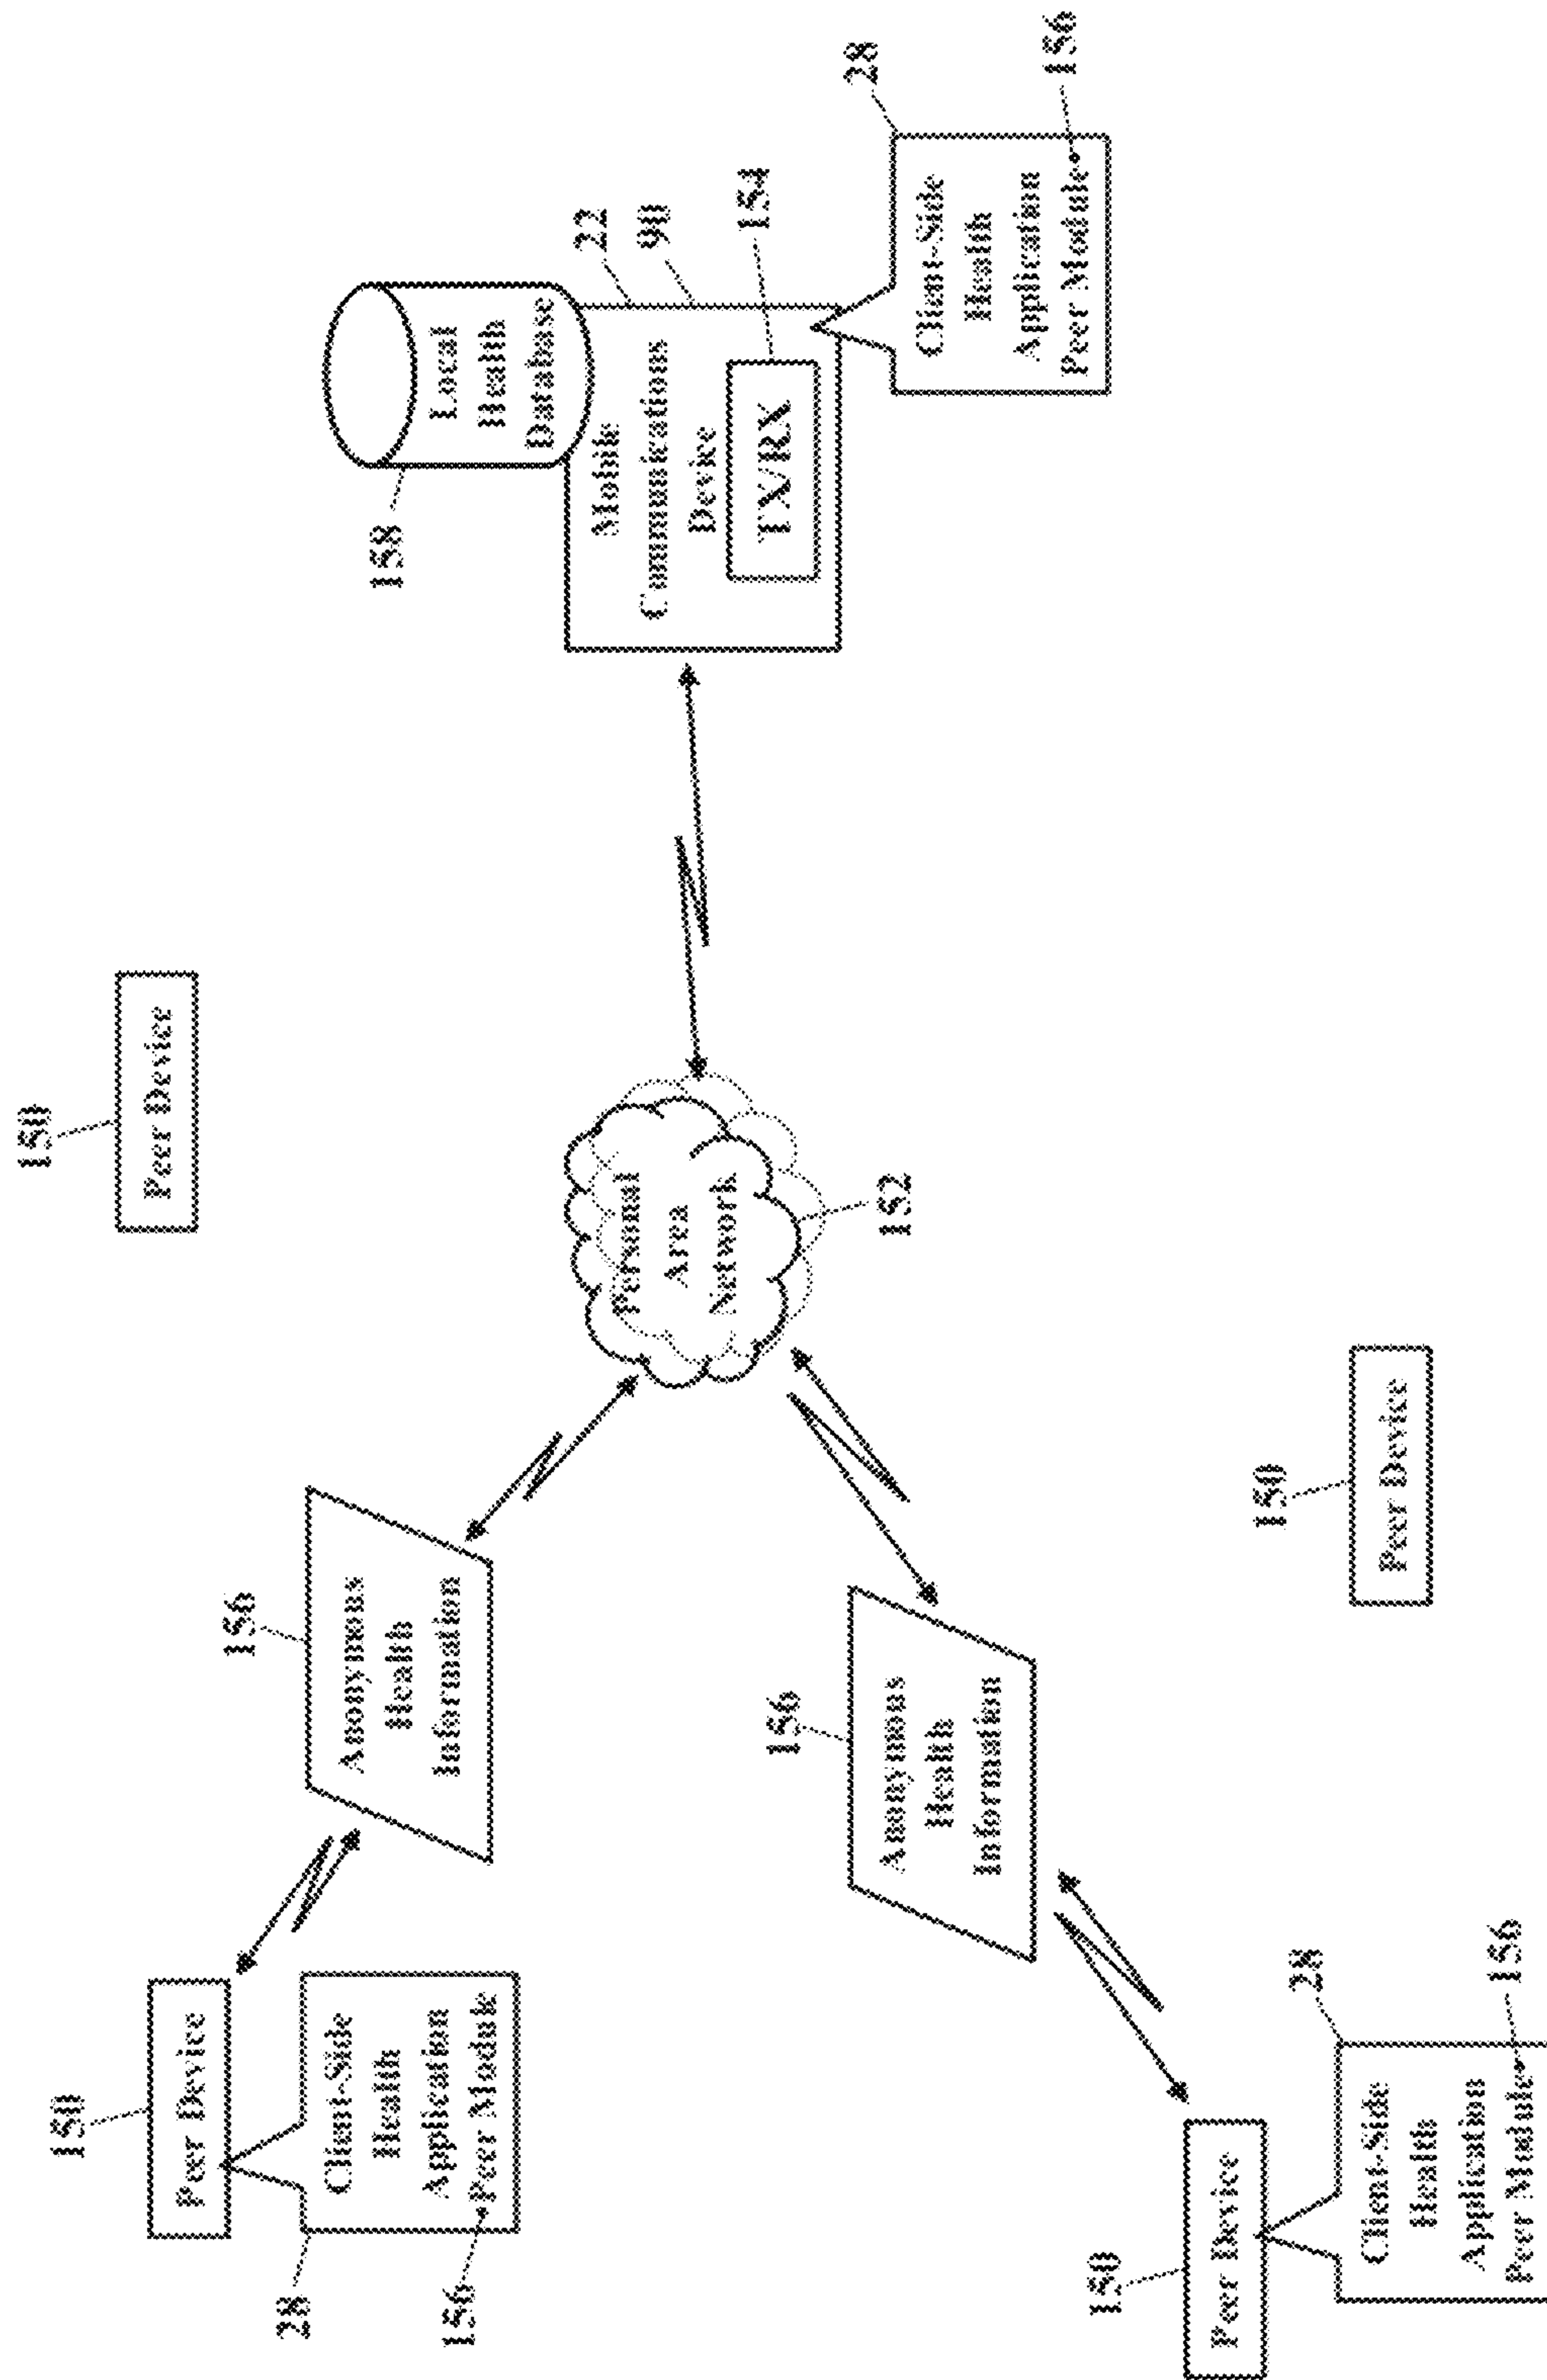 150
Peer Device
150
Peer Device
28
Client-Side
Health
Application
Peer Module
156
156
Anonymous
Health
Information
Personal
Area
Network
152
158
Local
Health
Database
Mobile
Communications
Device
TX/RX
22
90
154
28
Client-Side
Health
Application
Peer Module
156
156
Anonymous
Health
Information
150
Peer Device
28
Client-Side
Health
Application
Peer Module
156
150
Peer Device